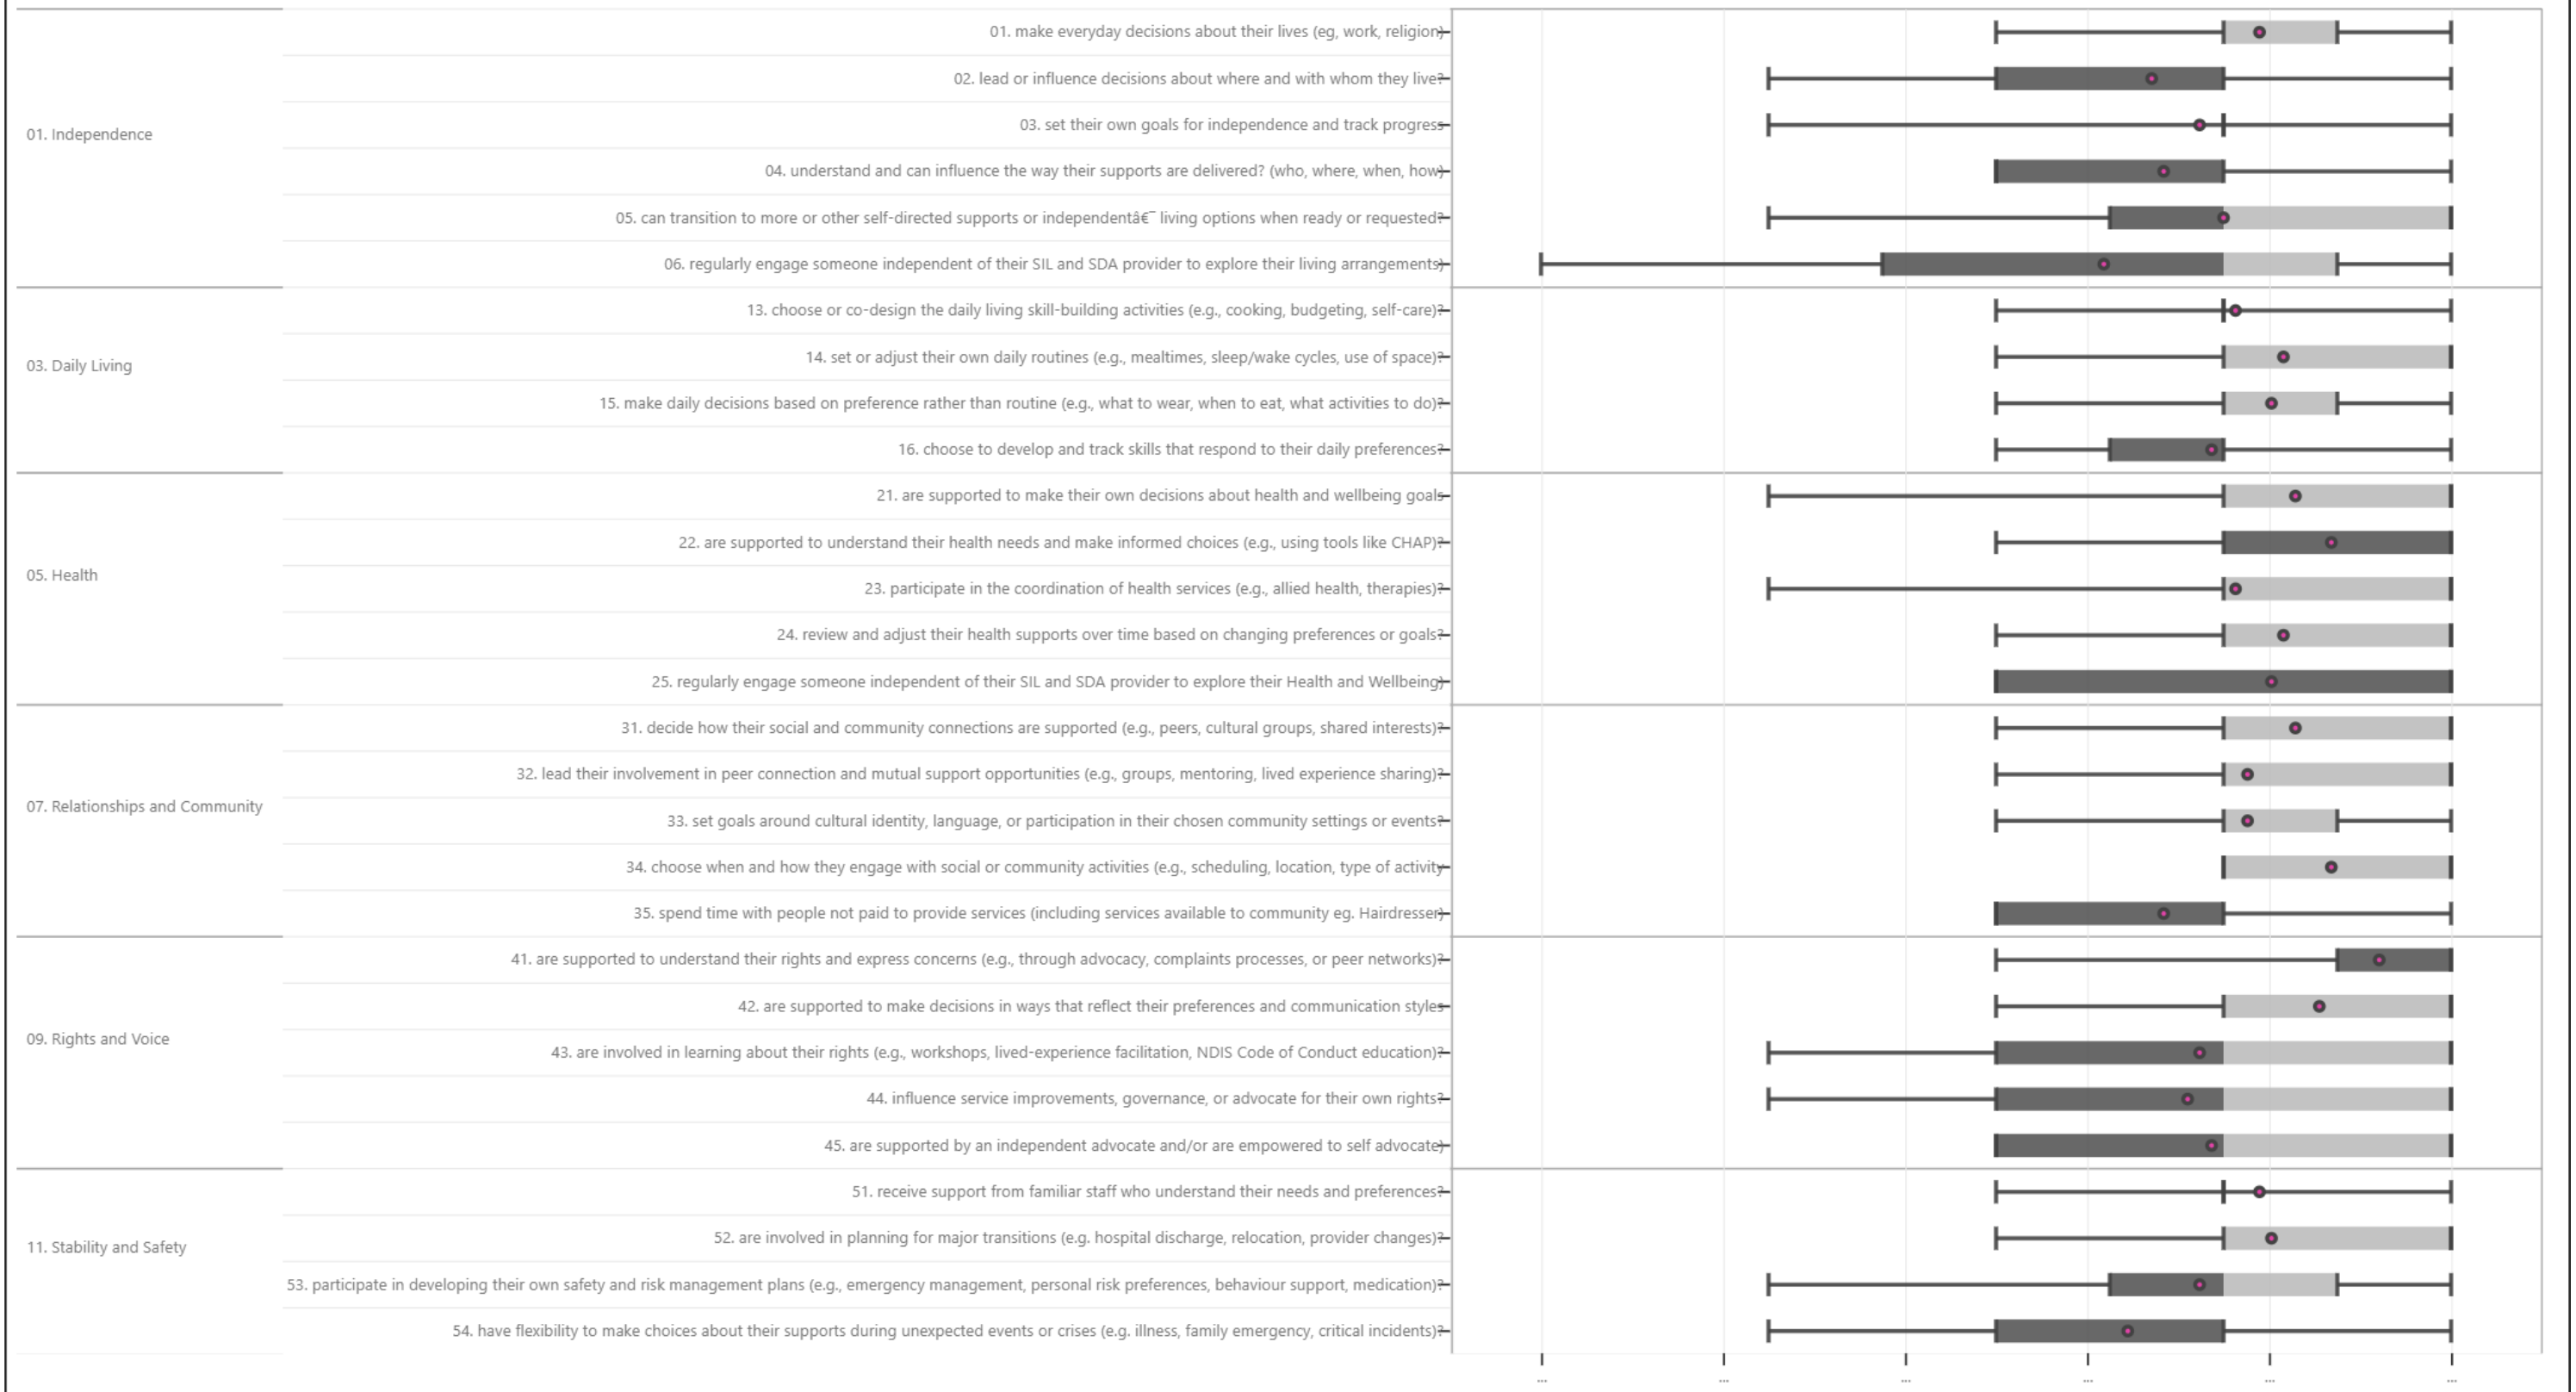 01. Independence
01. make everyday decisions about their lives (eg, work, religion)
02. lead or influence decisions about where and with whom they live?
03. set their own goals for independence and track progress
04. understand and can influence the way their supports are delivered? (who, where, when, how)
05. can transition to more or other self-directed supports or independentâ€¯ living options when ready or requested?
06. regularly engage someone independent of their SIL and SDA provider to explore their living arrangements)
03. Daily Living
13. choose or co-design the daily living skill-building activities (e.g., cooking, budgeting, self-care)?
14. set or adjust their own daily routines (e.g., mealtimes, sleep/wake cycles, use of space)?
15. make daily decisions based on preference rather than routine (e.g., what to wear, when to eat, what activities to do)?
16. choose to develop and track skills that respond to their daily preferences?
05. Health
21. are supported to make their own decisions about health and wellbeing goals
22. are supported to understand their health needs and make informed choices (e.g., using tools like CHAP)?
23. participate in the coordination of health services (e.g., allied health, therapies)?
24. review and adjust their health supports over time based on changing preferences or goals?
25. regularly engage someone independent of their SIL and SDA provider to explore their Health and Wellbeing)
07. Relationships and Community
31. decide how their social and community connections are supported (e.g., peers, cultural groups, shared interests)?
32. lead their involvement in peer connection and mutual support opportunities (e.g., groups, mentoring, lived experience sharing)?
33. set goals around cultural identity, language, or participation in their chosen community settings or events?
34. choose when and how they engage with social or community activities (e.g., scheduling, location, type of activity
35. spend time with people not paid to provide services (including services available to community eg. Hairdresser)
09. Rights and Voice
41. are supported to understand their rights and express concerns (e.g., through advocacy, complaints processes, or peer networks)?
42. are supported to make decisions in ways that reflect their preferences and communication styles
43. are involved in learning about their rights (e.g., workshops, lived-experience facilitation, NDIS Code of Conduct education)?
44. influence service improvements, governance, or advocate for their own rights?
45. are supported by an independent advocate and/or are empowered to self advocate)
11. Stability and Safety
51. receive support from familiar staff who understand their needs and preferences?
52. are involved in planning for major transitions (e.g. hospital discharge, relocation, provider changes)?
53. participate in developing their own safety and risk management plans (e.g., emergency management, personal risk preferences, behaviour support, medication)?
54. have flexibility to make choices about their supports during unexpected events or crises (e.g. illness, family emergency, critical incidents)?
... ... ... ... ... ...